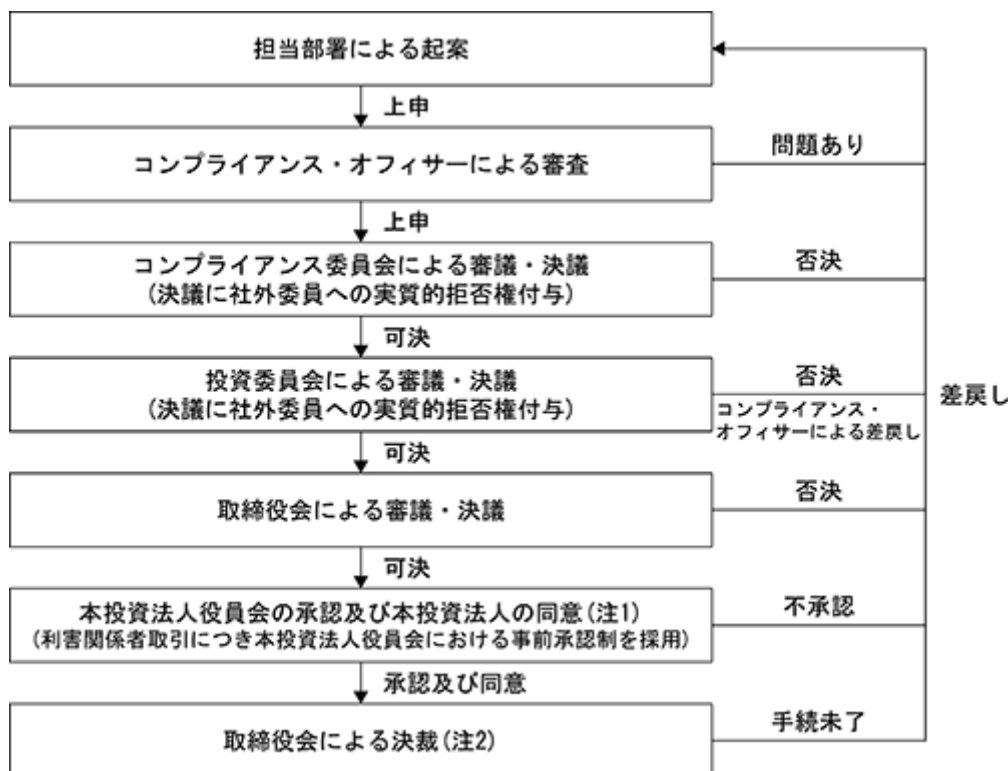 担当部署による起案
上申
コンプライアンス・オフィサーによる審査
問題あり
上申
コンプライアンス委員会による審議・決議
(決議に社外委員への実質的拒否権付与)
否決
可決
投資委員会による審議・決議
(決議に社外委員への実質的拒否権付与)
否決
コンプライアンス・
オフィサーによる差戻し
差戻し
可決
取締役会による審議・決議
否決
可決
本投資法人役員会の承認及び本投資法人の同意(注1)
(利害関係者取引につき本投資法人役員会における事前承認制を採用)
不承認
承認及び同意
取締役会による決裁(注2)
手続未了